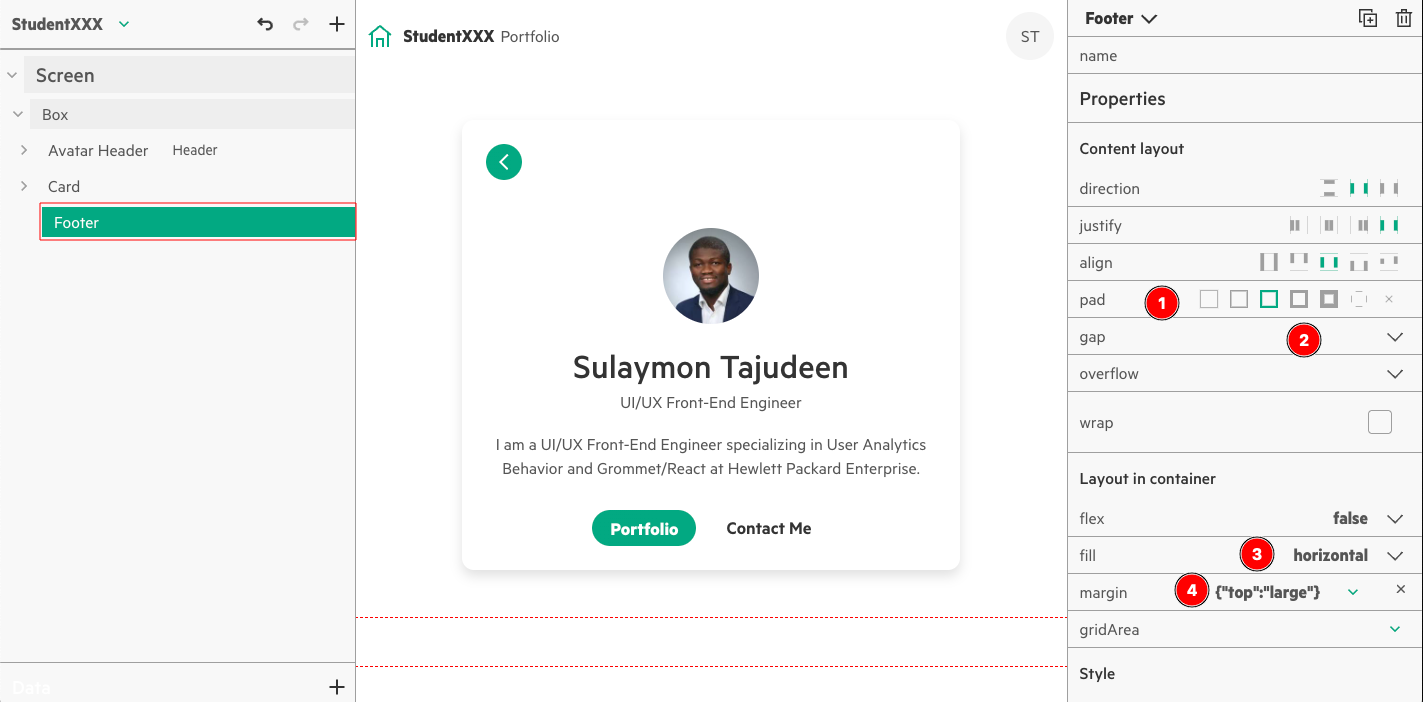 StudentXXX
Screen
Box
Avatar Header Header
Card
Footer
Data
StudentXXX Portfolio
ST
Sulaymon Tajudeen
UI/UX Front-End Engineer
I am a UI/UX Front-End Engineer specializing in User Analytics
Behavior and Grommet/React at Hewlett Packard Enterprise.
Portfolio Contact Me
Footer
name
Properties
Content layout
direction
justify
align
pad 1
gap 2
overflow
wrap
Layout in container
flex false
fill 3 horizontal
margin 4 {"top":"large"}
gridArea
Style